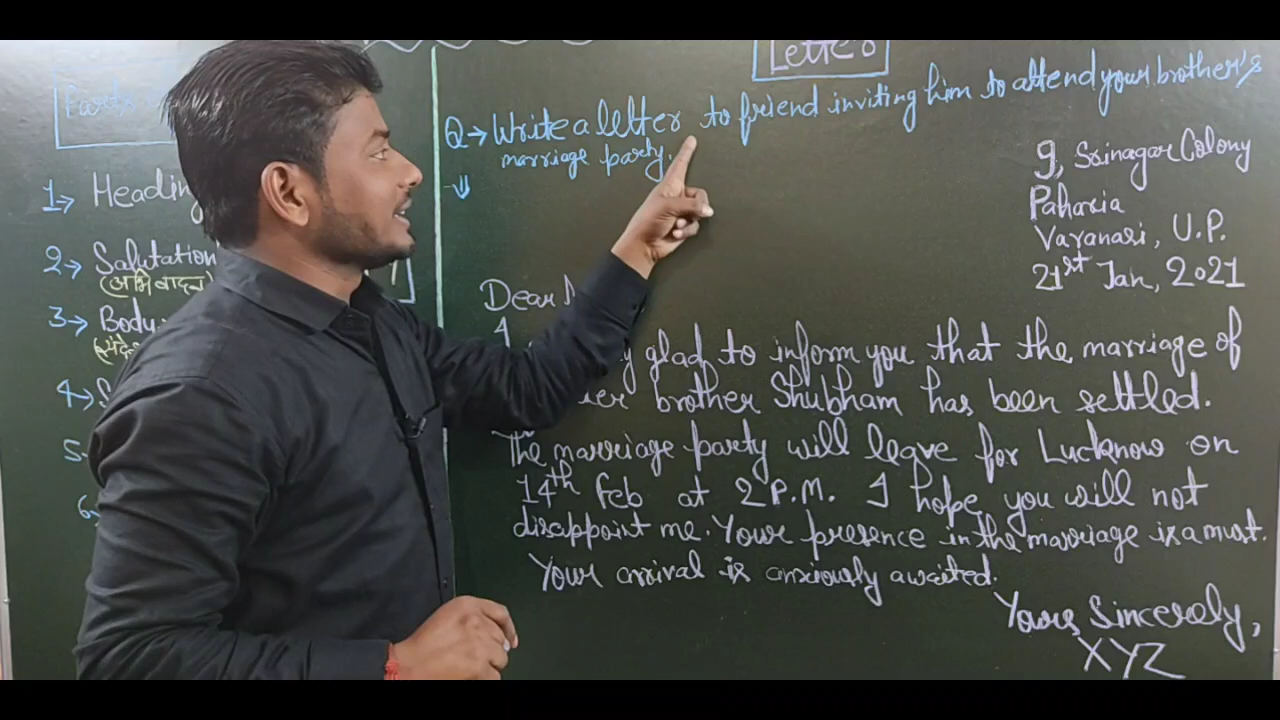 Letter
Parts
1→ Heading
2→ Salutation
(अभिवादन)
3→ Body
4→
5-
6-
Q→ Write a letter to friend inviting him to attend your brother's
marriage party.
9, Srinagar Colony
Paharia
Varanasi, U.P.
21st Jan, 2021
Dear
glad to inform you that the marriage of
brother Shubham has been settled.
The marriage party will leave for Lucknow on
14th Feb at 2 P.M. I hope you will not
disappoint me. Your presence in the marriage is a must.
Your arrival is anxiously awaited.
Yours Sincerely,
XYZ